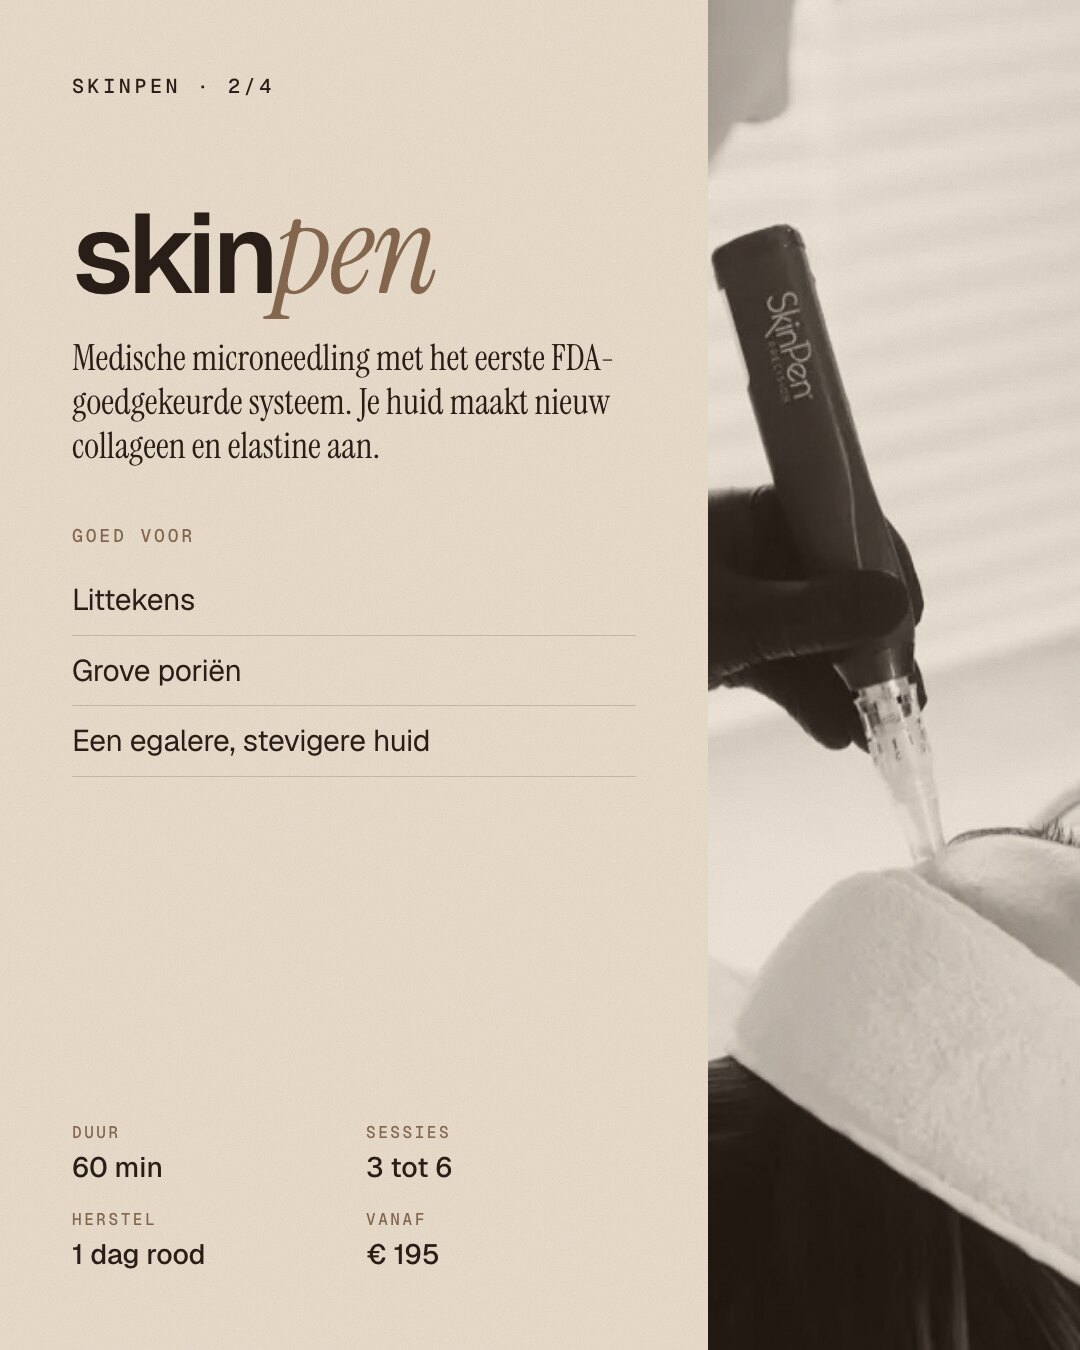 SKINPEN · 2/4
skinpen
Medische microneedling met het eerste FDA-
goedgekeurde systeem. Je huid maakt nieuw
collageen en elastine aan.
GOED VOOR
Littekens
Grove poriën
Een egalere, stevigere huid
DUUR
60 min
SESSIES
3 tot 6
HERSTEL
1 dag rood
VANAF
€ 195
SkinPen
PRECISION